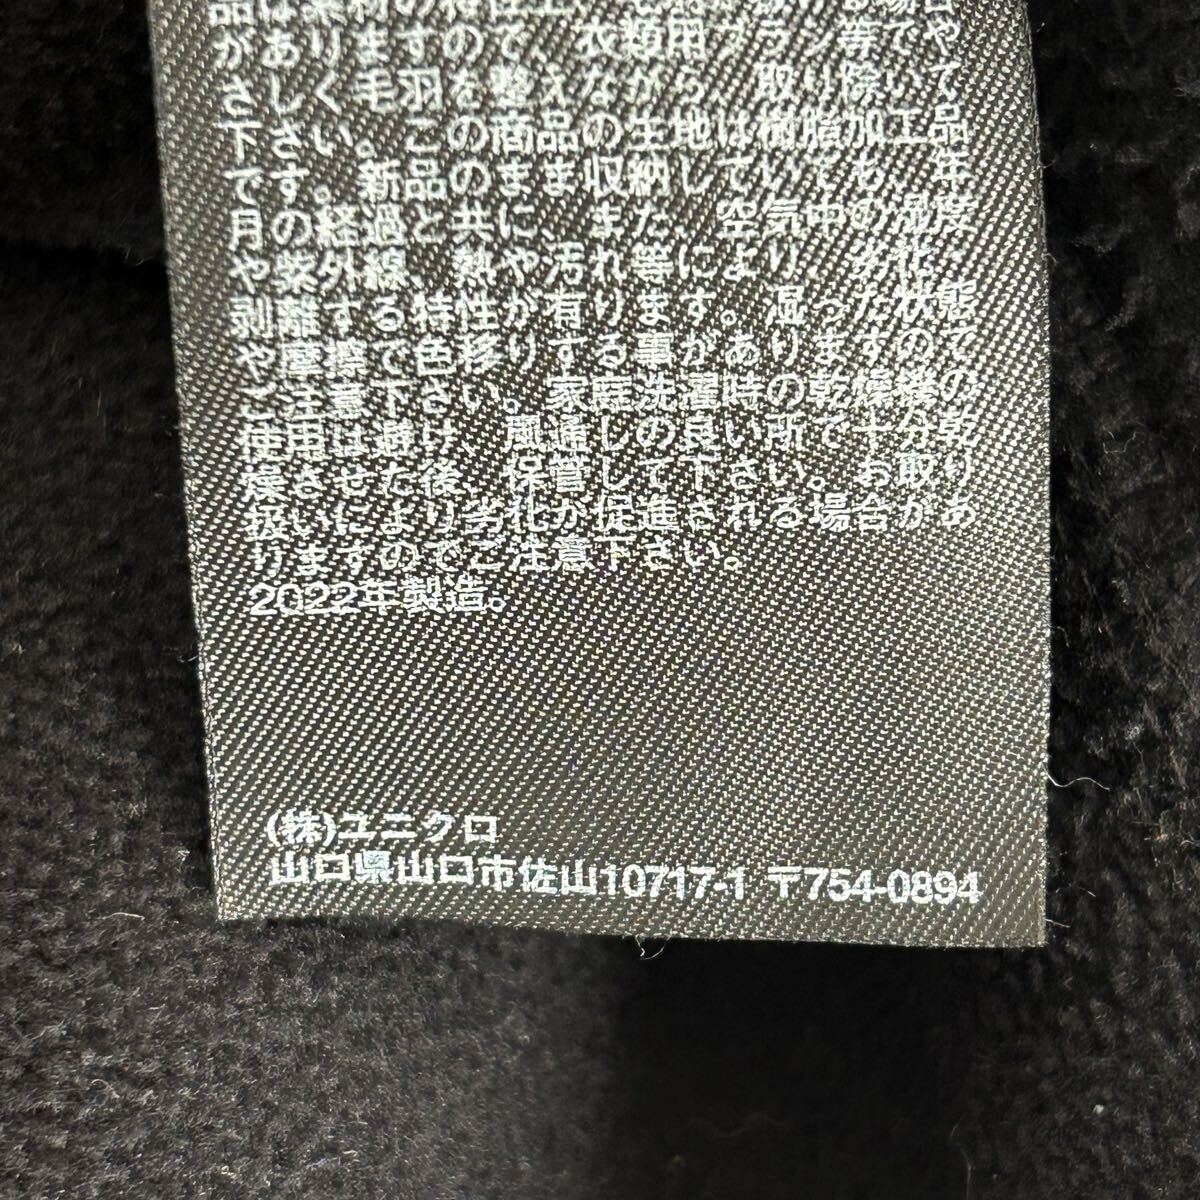 がありますので、衣類用ブラシ等でや
さしく毛羽を整えながら、取り除いて
下さい。この商品の生地は樹脂加工品
です。新品のまま収納していても、年
月の経過と共に、また、空気中の湿度
や紫外線、熱や汚れ等により、劣化
剥離する特性が有ります。湿った状態
や摩擦で色移りする事がありますので
ご注意下さい。家庭洗濯時の乾燥機の
使用は避け、風通しの良い所で十分乾
燥させた後、保管して下さい。お取り
扱いにより劣化が促進される場合があ
りますのでご注意下さい。
2022年製造。
(株)ユニクロ
山口県山口市佐山10717-1 〒754-0894